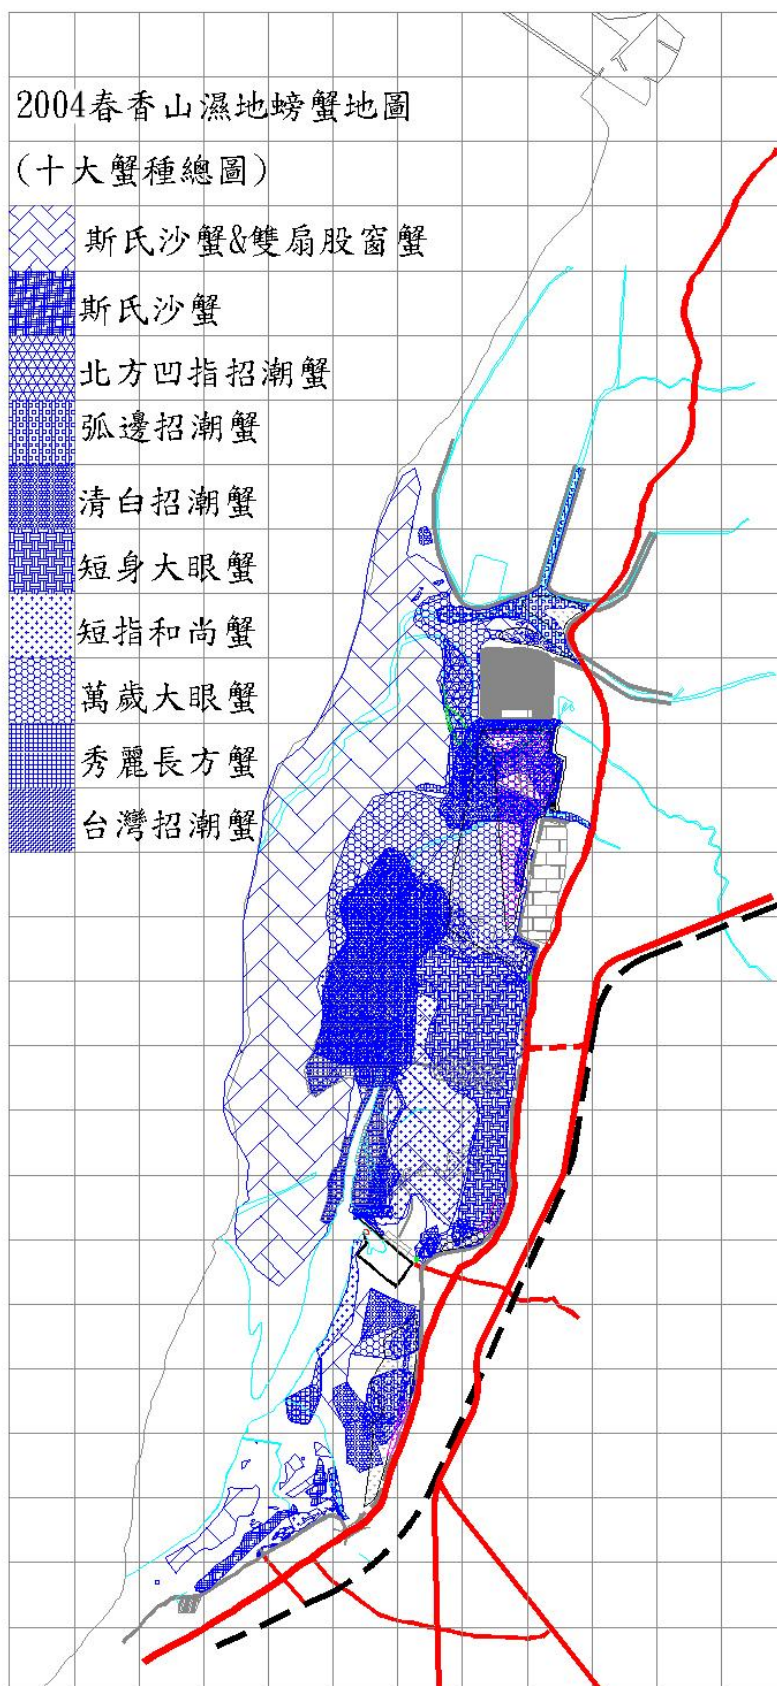 2004春香山濕地螃蟹地圖
(十大蟹種總圖)
斯氏沙蟹&雙扇股窗蟹
斯氏沙蟹
北方凹指招潮蟹
弧邊招潮蟹
清白招潮蟹
短身大眼蟹
短指和尚蟹
萬歲大眼蟹
秀麗長方蟹
台灣招潮蟹